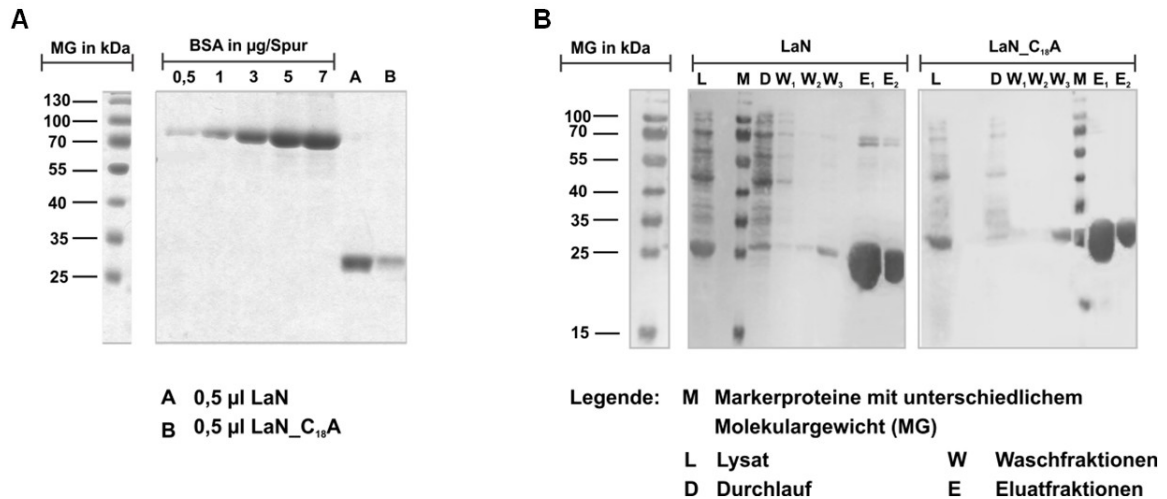 A
MG in kDa
BSA in µg/Spur
0,5 1 3 5 7 A B
130
100
70
55
40
35
25
A 0,5 µl LaN
B 0,5 µl LaN_C₁₈A
B
MG in kDa
LaN
LaN_C₁₈A
L M D W₁ W₂ W₃ E₁ E₂
L D W₁ W₂ W₃ M E₁ E₂
100
70
55
40
35
25
15
Legende: M Markerproteine mit unterschiedlichem
Molekulargewicht (MG)
L Lysat W Waschfraktionen
D Durchlauf E Eluatfraktionen